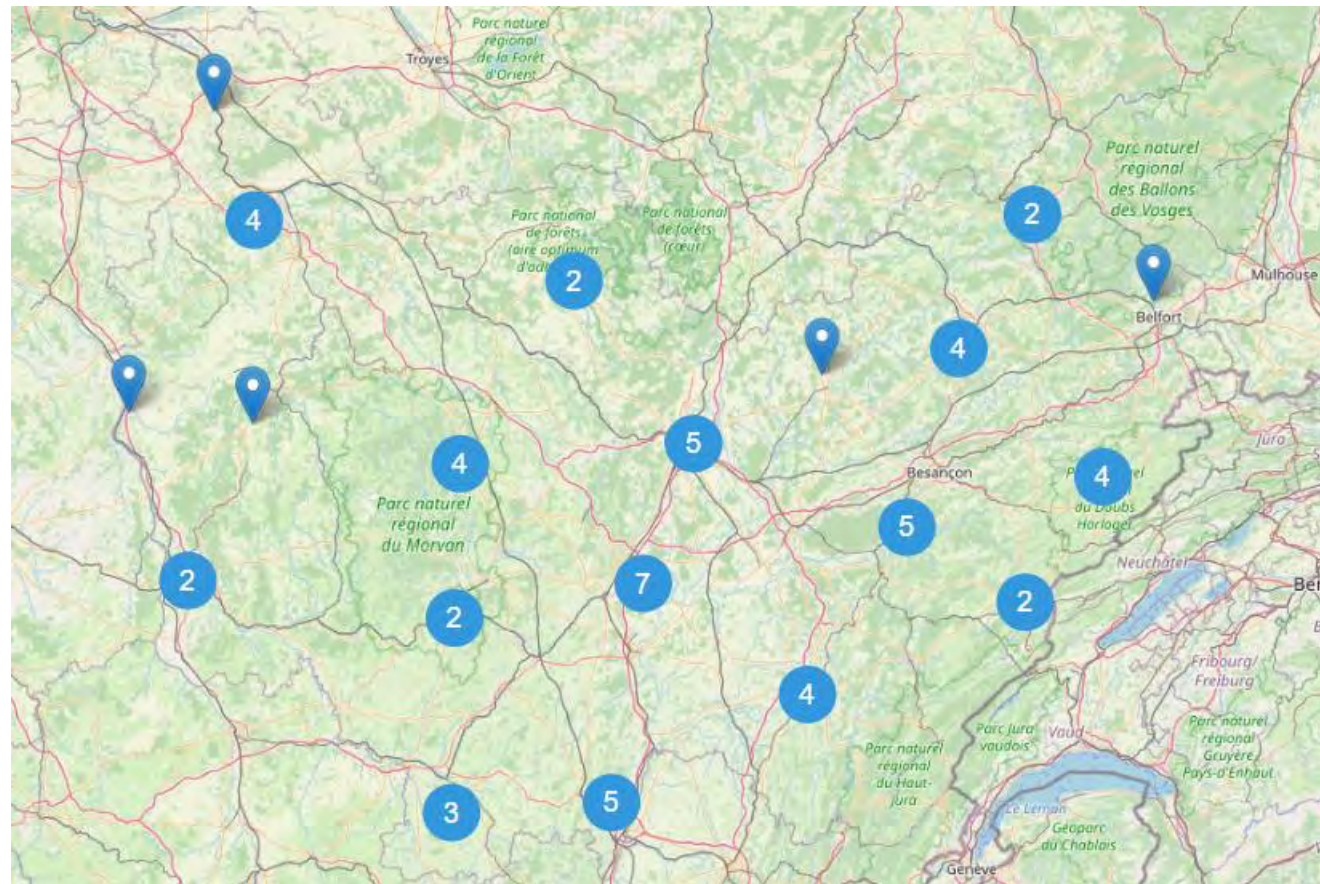 Parc naturel
régional
de la Forêt
d'Orient
Troyes
Parc naturel
régional
des Ballons
des Vosges
4
2
Parc national
de forêts
(aire optimum
Parc national
de forêts
(cœur)
2
Mulhouse
Belfort
4
5
Jura
4
Besançon
4
du Doubs
Horloger
Parc naturel
régional
du Morvan
5
Neuchâtel
2
7
2
2
Fribourg/
Freiburg
4
Parc Jura
vaudois
Vaud
Parc naturel
régional
Gruyère
Pays-d'Enhaut
Parc naturel
régional
du Haut-
Jura
5
3
Le Léman
Géoparc
du Chablais
Genève